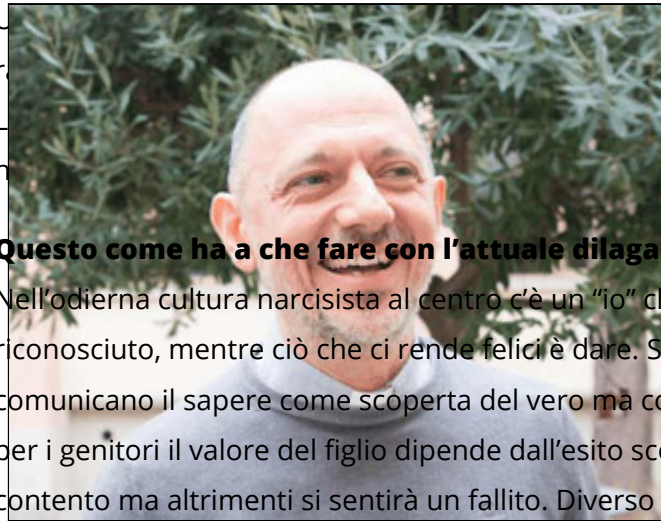 Questo come ha a che fare con l’attuale dilaga
Nell’odierna cultura narcisista al centro c’è un “io” c
riconosciuto, mentre ciò che ci rende felici è dare. S
comunicano il sapere come scoperta del vero ma co
per i genitori il valore del figlio dipende dall’esito sco
contento ma altrimenti si sentirà un fallito. Diverso